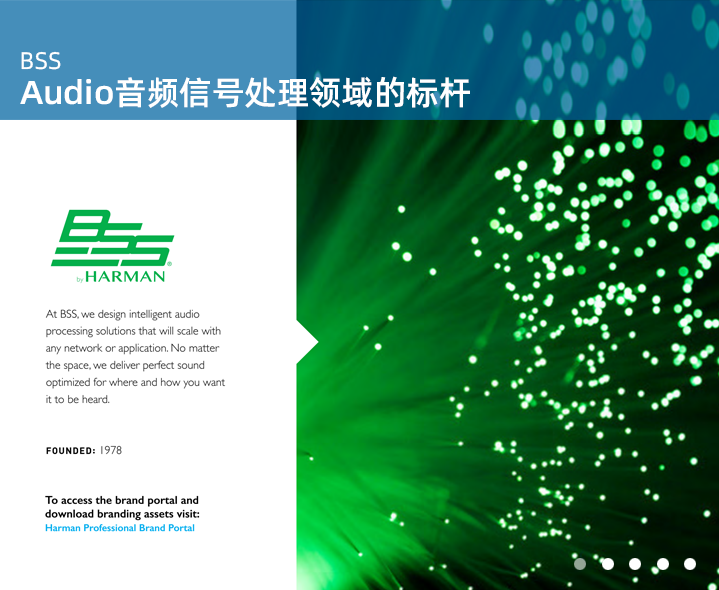 BSS
Audio音频信号处理领域的标杆
BSS®
by HARMAN
At BSS, we design intelligent audio
processing solutions that will scale with
any network or application. No matter
the space, we deliver perfect sound
optimized for where and how you want
it to be heard.
FOUNDED: 1978
To access the brand portal and
download branding assets visit:
Harman Professional Brand Portal